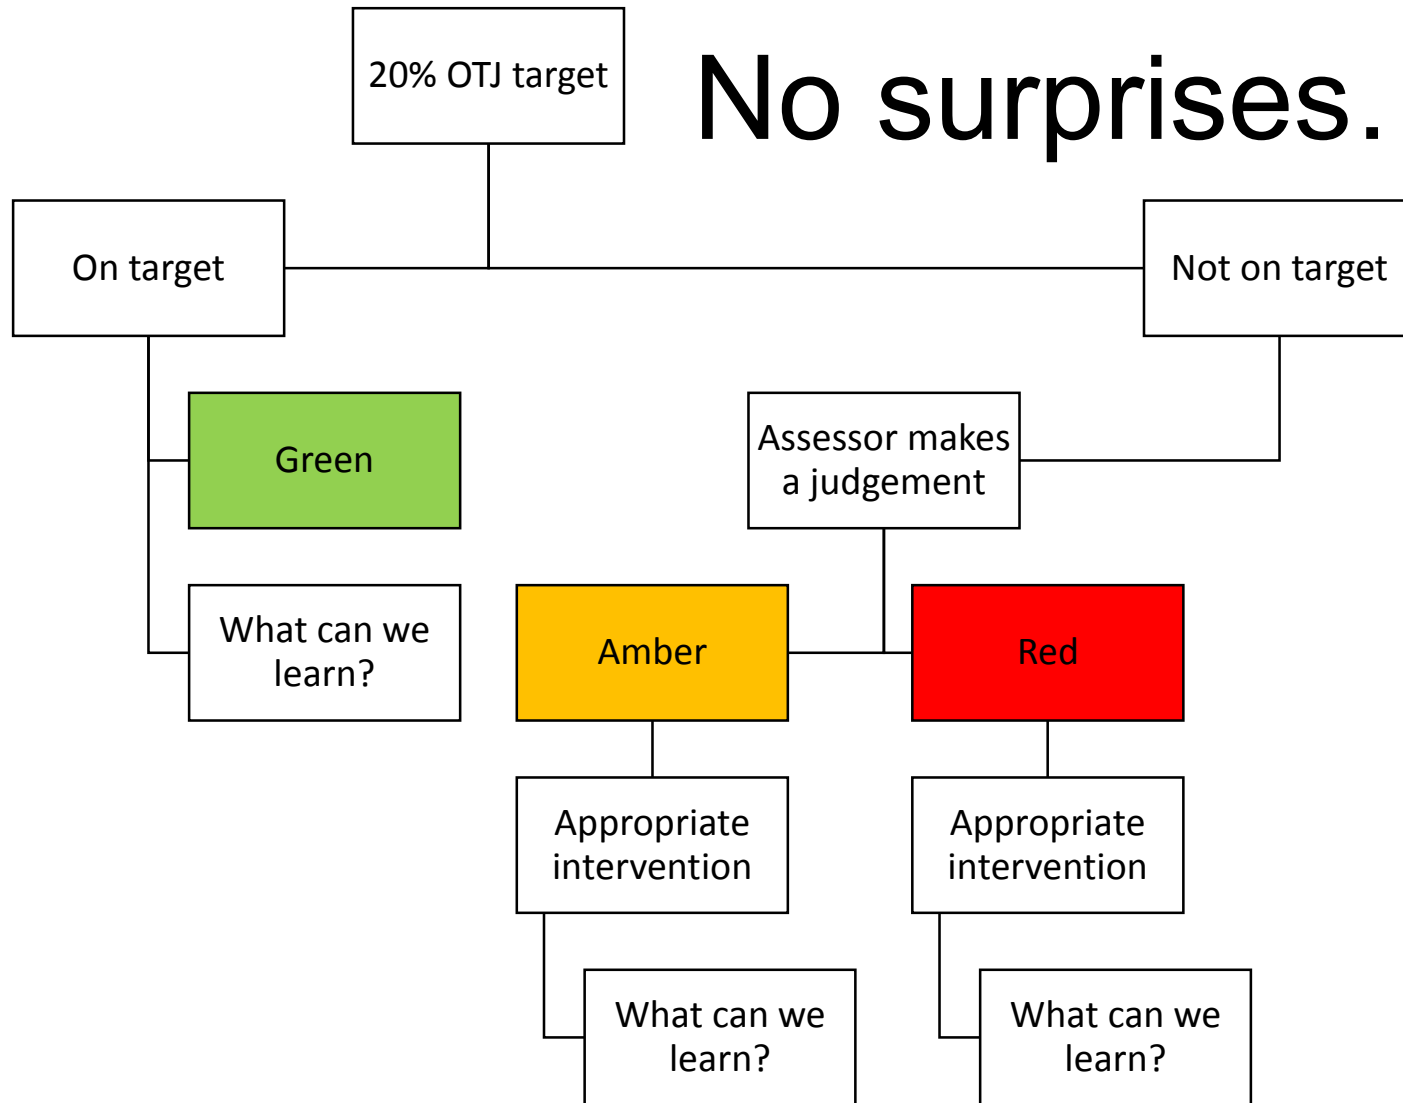 20% OTJ target
No surprises.
On target
Not on target
Green
Assessor makes
a judgement
What can we
learn?
Amber
Red
Appropriate
intervention
Appropriate
intervention
What can we
learn?
What can we
learn?